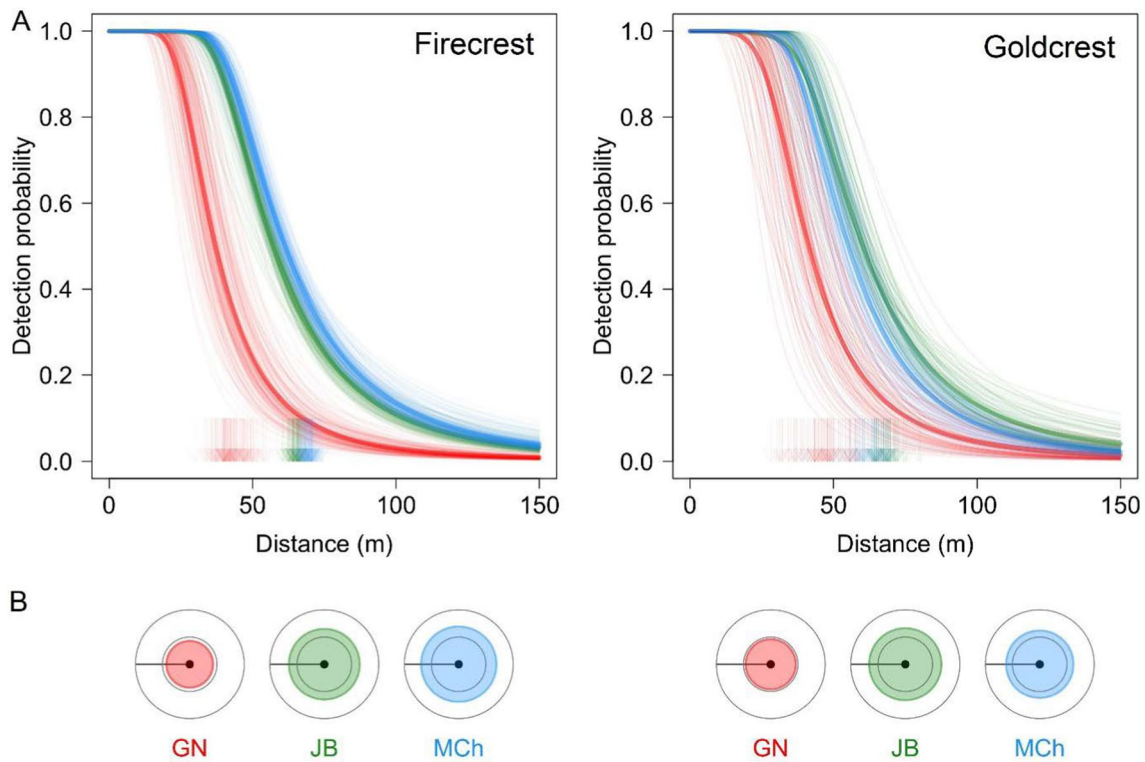 A
Firecrest
Goldcrest
Detection probability
1.0
0.8
0.6
0.4
0.2
0.0
0
50
100
150
Distance (m)
Detection probability
1.0
0.8
0.6
0.4
0.2
0.0
0
50
100
150
Distance (m)
B
GN
JB
MCh
GN
JB
MCh